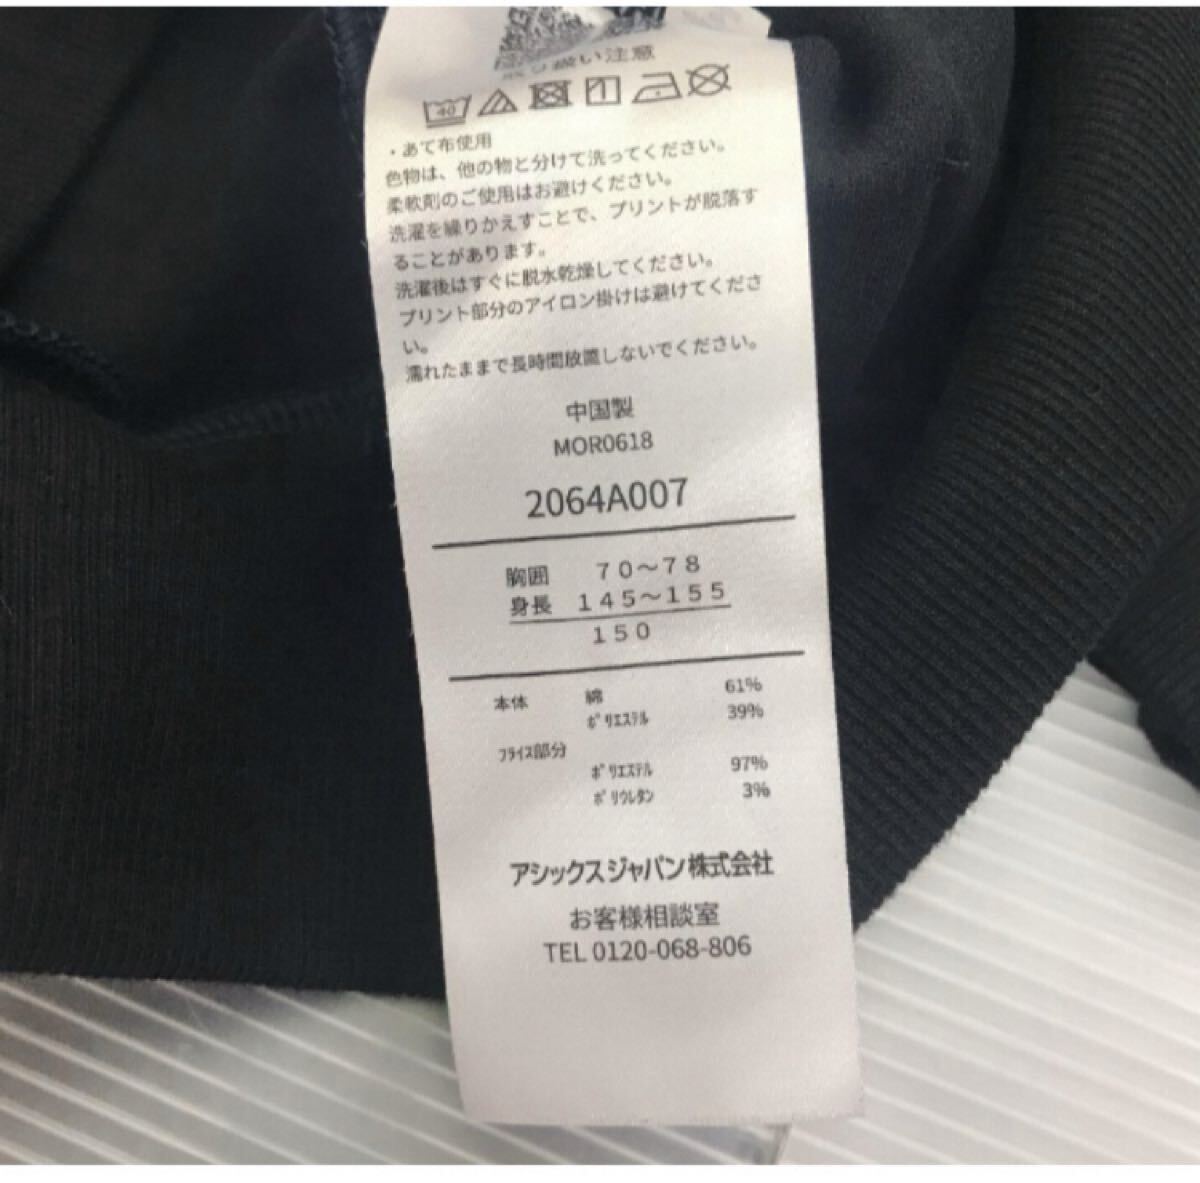 取り扱い注意
40
・あて布使用
色物は、他の物と分けて洗ってください。
柔軟剤のご使用はお避けください。
洗濯を繰りかえすことで、プリントが脱落す
ることがあります。
洗濯後はすぐに脱水乾燥してください。
プリント部分のアイロン掛けは避けてくださ
い。
濡れたままで長時間放置しないでください。
中国製
MOR0618
2064A007
胸囲 70～78
身長 145～155
150
本体 綿 61%
ﾎﾟﾘｴｽﾃﾙ 39%
ﾌﾗｲｽ部分
ﾎﾟﾘｴｽﾃﾙ 97%
ﾎﾟﾘｳﾚﾀﾝ 3%
アシックスジャパン株式会社
お客様相談室
TEL 0120-068-806